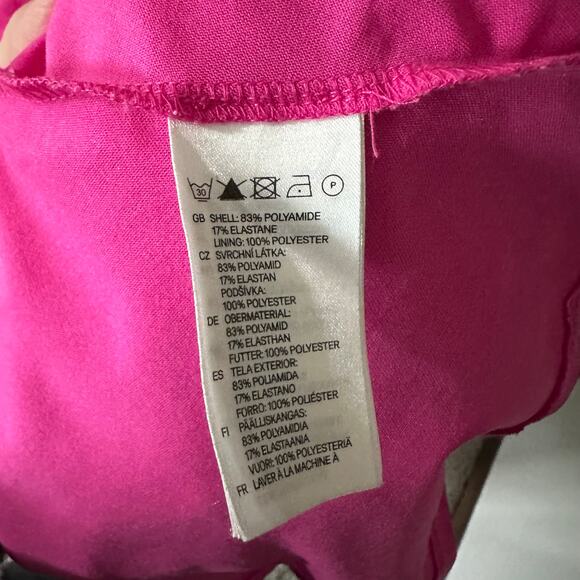 30 P
GB SHELL: 83% POLYAMIDE
17% ELASTANE
LINING: 100% POLYESTER
CZ SVRCHNÍ LÁTKA:
83% POLYAMID
17% ELASTAN
PODŠÍVKA:
100% POLYESTER
DE OBERMATERIAL:
83% POLYAMID
17% ELASTHAN
FUTTER: 100% POLYESTER
ES TELA EXTERIOR:
83% POLIAMIDA
17% ELASTANO
FORRO: 100% POLIÉSTER
FI PÄÄLLISKANGAS:
83% POLYAMIDIA
17% ELASTAANIA
VUORI: 100% POLYESTERIÄ
FR LAVER À LA MACHINE À